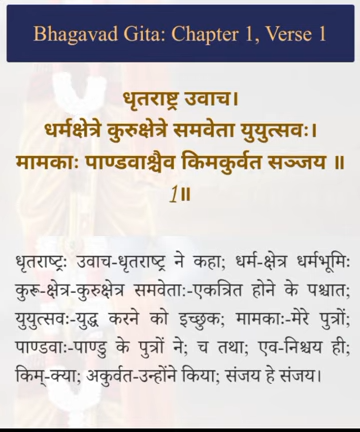 Bhagavad Gita: Chapter 1, Verse 1
धृतराष्ट्र उवाच।
धर्मक्षेत्रे कुरुक्षेत्रे समवेता युयुत्सवः।
मामकाः पाण्डवाश्चैव किमकुर्वत सञ्जय ॥
1॥
धृतराष्ट्रः उवाच-धृतराष्ट्र ने कहा; धर्म-क्षेत्र धर्मभूमिः
कुरू-क्षेत्र-कुरुक्षेत्र समवेता:-एकत्रित होने के पश्चात;
युयुत्सवः-युद्ध करने को इच्छुक; मामकाः-मेरे पुत्रों;
पाण्डवाः-पाण्डु के पुत्रों ने; च तथा; एव-निश्चय ही;
किम्-क्या; अकुर्वत-उन्होंने किया; संजय हे संजय।